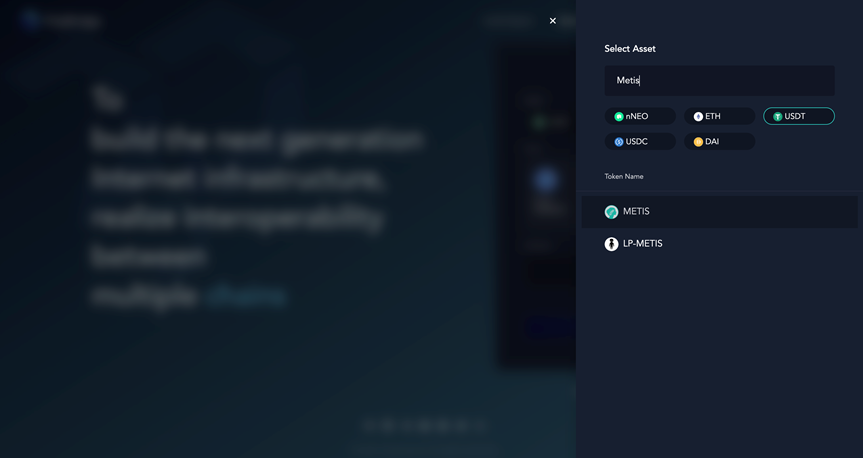 To
build the next generation
Internet infrastructure,
realize interoperability
between
multiple chains
×
Select Asset
Metis
nNEO
ETH
USDT
USDC
DAI
Token Name
METIS
LP-METIS